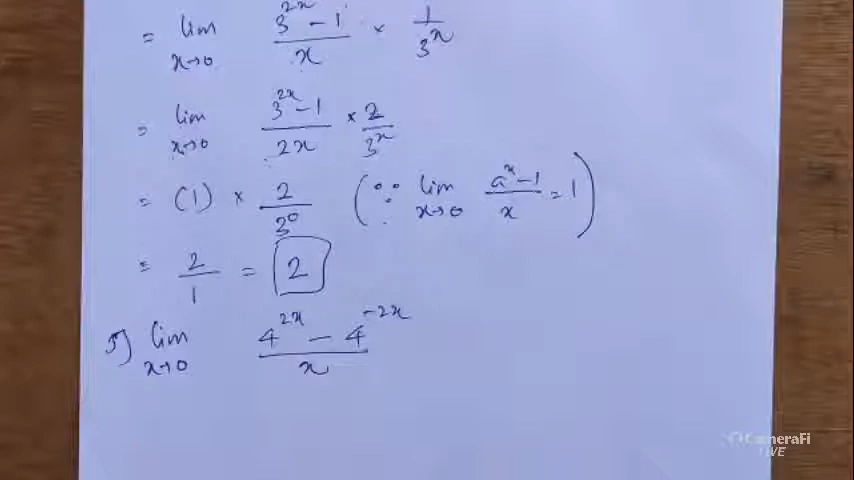 = lim x→0 3^2x - 1 / x × 1 / 3^x
= lim x→0 3^2x - 1 / 2x × 2 / 3^x
= (1) × 2 / 3^0 (∵ lim x→0 a^x - 1 / x = 1)
= 2 / 1 = 2
5) lim x→0 4^2x - 4^-2x / x
CameraFi
LIVE